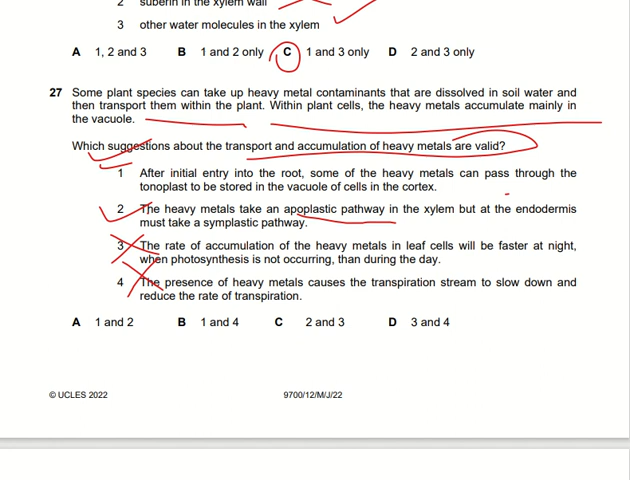 2 suberin in the xylem wall
3 other water molecules in the xylem
A 1, 2 and 3 B 1 and 2 only C 1 and 3 only D 2 and 3 only
27 Some plant species can take up heavy metal contaminants that are dissolved in soil water and
then transport them within the plant. Within plant cells, the heavy metals accumulate mainly in
the vacuole.
Which suggestions about the transport and accumulation of heavy metals are valid?
1 After initial entry into the root, some of the heavy metals can pass through the
tonoplast to be stored in the vacuole of cells in the cortex.
2 The heavy metals take an apoplastic pathway in the xylem but at the endodermis
must take a symplastic pathway.
3 The rate of accumulation of the heavy metals in leaf cells will be faster at night,
when photosynthesis is not occurring, than during the day.
4 The presence of heavy metals causes the transpiration stream to slow down and
reduce the rate of transpiration.
A 1 and 2 B 1 and 4 C 2 and 3 D 3 and 4
© UCLES 2022 9700/12/M/J/22